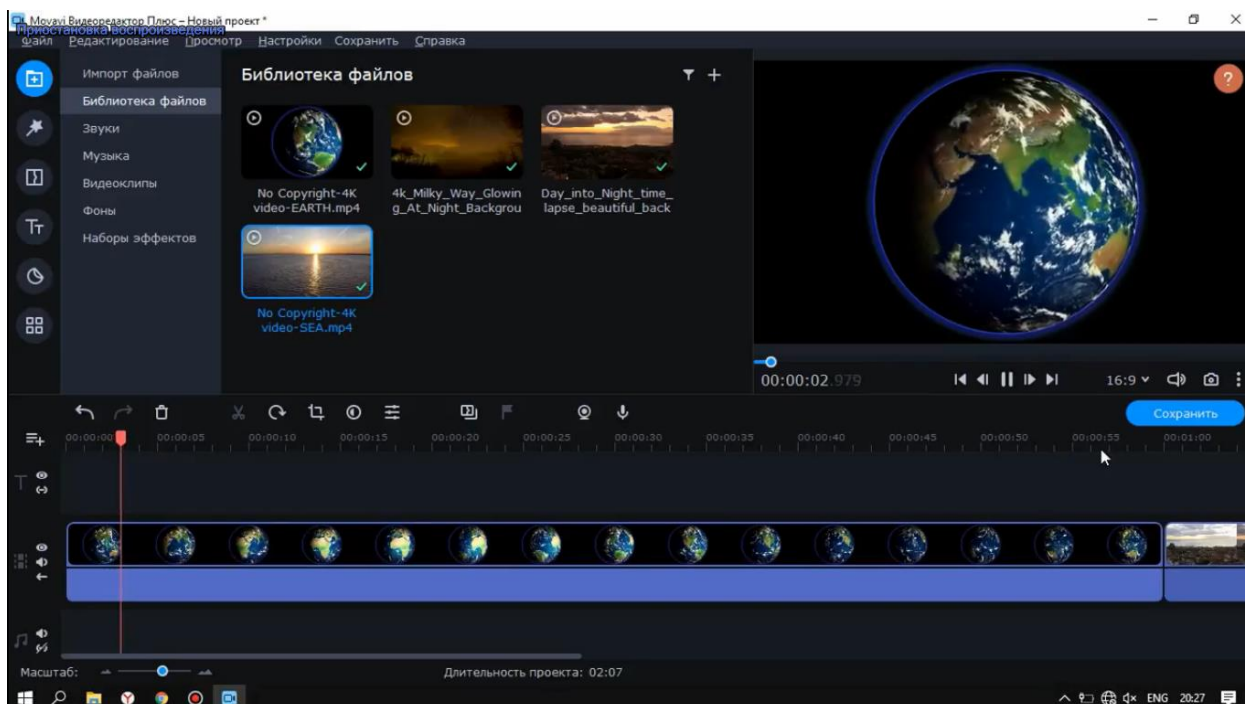 Movavi Видеоредактор Плюс – Новый проект *
Приостановка воспроизведения
Файл Редактирование Просмотр Настройки Сохранить Справка
Импорт файлов
Библиотека файлов
Звуки
Музыка
Видеоклипы
Фоны
Наборы эффектов
Библиотека файлов
No Copyright-4K
video-EARTH.mp4
4k_Milky_Way_Glowin
g_At_Night_Backgrou
Day_into_Night_time_
lapse_beautiful_back
No Copyright-4K
video-SEA.mp4
?
00:00:02.979
16:9
Сохранить
00:00:00 00:00:05 00:00:10 00:00:15 00:00:20 00:00:25 00:00:30 00:00:35 00:00:40 00:00:45 00:00:50 00:00:55 00:01:00
Масштаб:
Длительность проекта: 02:07
ENG 20:27